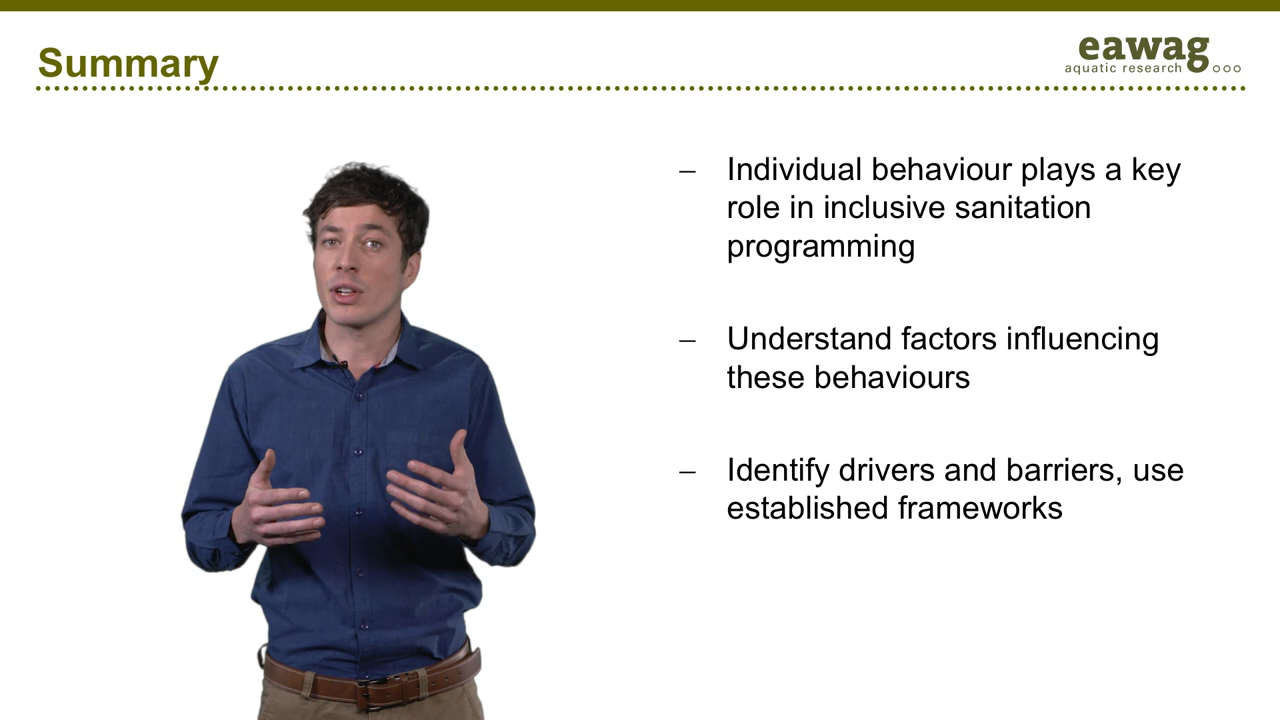 Summary
eawag
aquatic research
– Individual behaviour plays a key
role in inclusive sanitation
programming
– Understand factors influencing
these behaviours
– Identify drivers and barriers, use
established frameworks